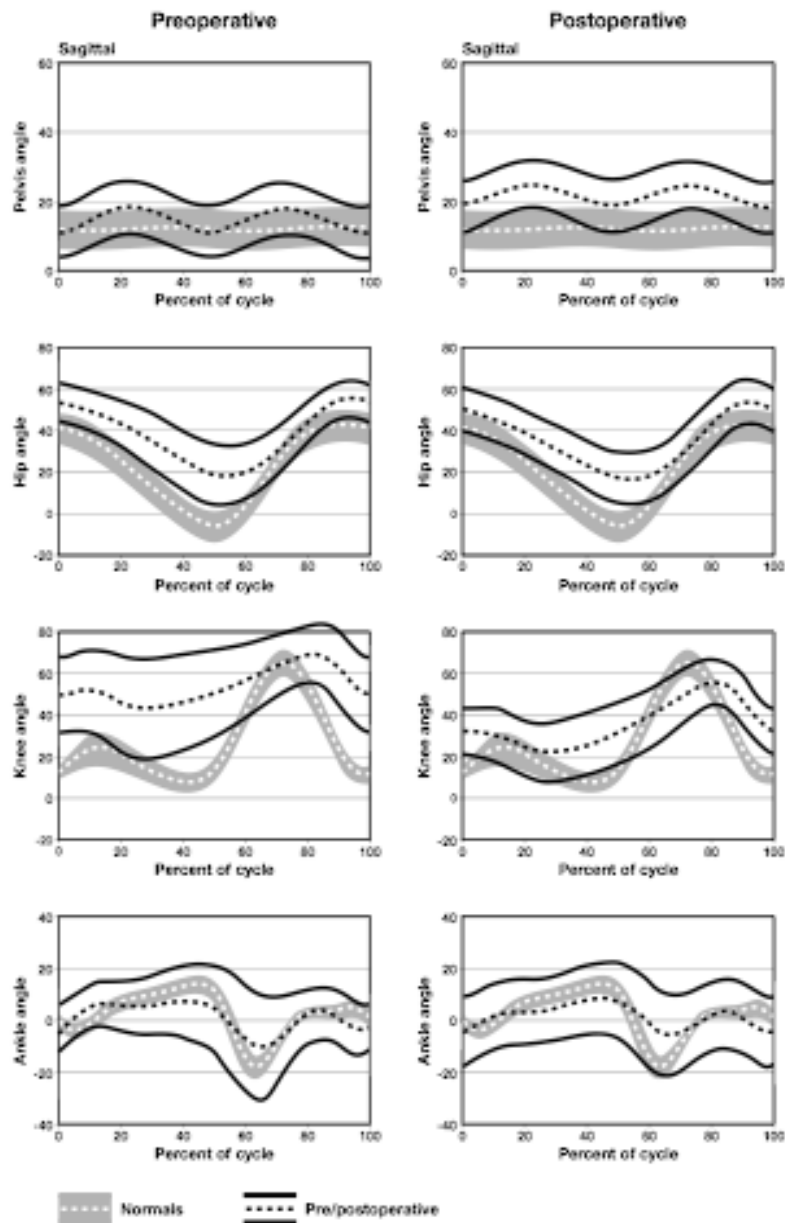 Preoperative
Postoperative
Sagittal
Sagittal
60
40
20
0
Pelvis angle
0 20 40 60 80 100
Percent of cycle
60
40
20
0
Pelvis angle
0 20 40 60 80 100
Percent of cycle
80
60
40
20
0
-20
Hip angle
0 20 40 60 80 100
Percent of cycle
80
60
40
20
0
-20
Hip angle
0 20 40 60 80 100
Percent of cycle
80
60
40
20
0
-20
Knee angle
0 20 40 60 80 100
Percent of cycle
80
60
40
20
0
-20
Knee angle
0 20 40 60 80 100
Percent of cycle
40
20
0
-20
-40
Ankle angle
0 20 40 60 80 100
Percent of cycle
40
20
0
-20
-40
Ankle angle
0 20 40 60 80 100
Percent of cycle
Normals
Pre/postoperative